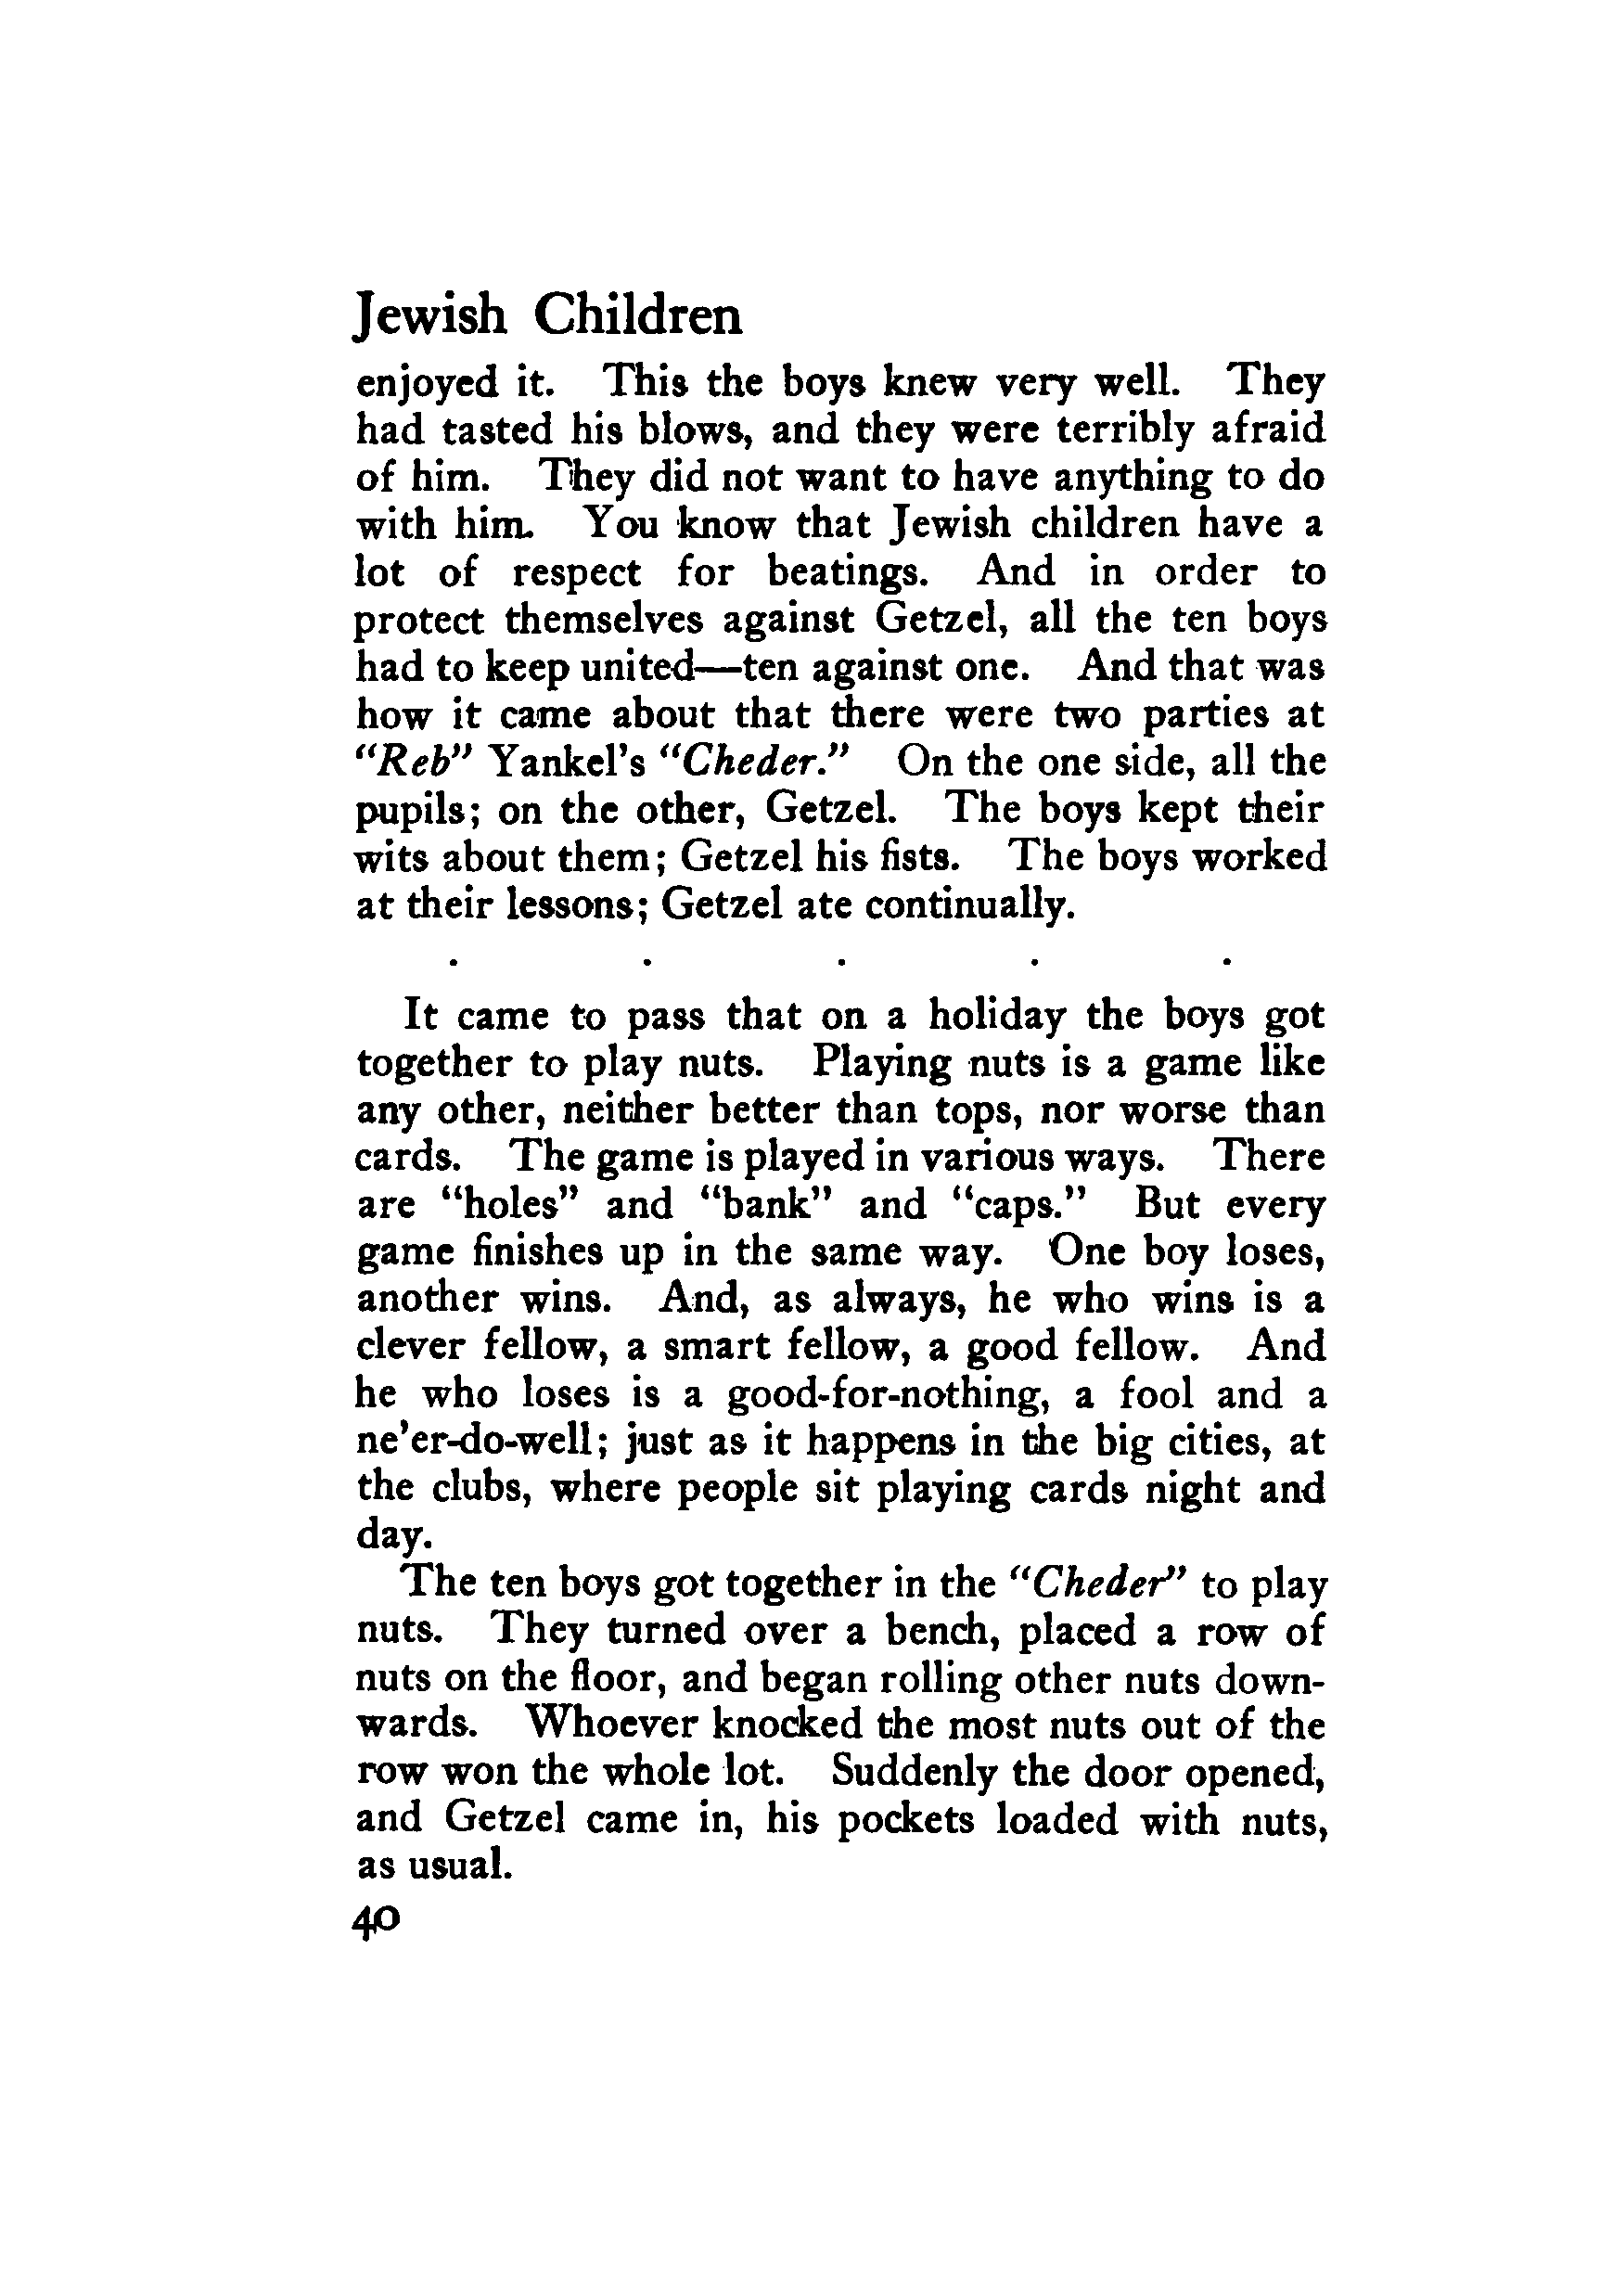 Jewish Children
enjoyed it. This the boys knew very well. They
had tasted his blows, and they were terribly afraid
of him. They did not want to have anything to do
with him. You know that Jewish children have a
lot of respect for beatings. And in order to
protect themselves against Getzel, all the ten boys
had to keep united—ten against one. And that was
how it came about that there were two parties at
“Reb” Yankel’s “Cheder.” On the one side, all the
pupils; on the other, Getzel. The boys kept their
wits about them; Getzel his fists. The boys worked
at their lessons; Getzel ate continually.
. . . . .
It came to pass that on a holiday the boys got
together to play nuts. Playing nuts is a game like
any other, neither better than tops, nor worse than
cards. The game is played in various ways. There
are “holes” and “bank” and “caps.” But every
game finishes up in the same way. One boy loses,
another wins. And, as always, he who wins is a
clever fellow, a smart fellow, a good fellow. And
he who loses is a good-for-nothing, a fool and a
ne’er-do-well; just as it happens in the big cities, at
the clubs, where people sit playing cards night and
day.
The ten boys got together in the “Cheder” to play
nuts. They turned over a bench, placed a row of
nuts on the floor, and began rolling other nuts down-
wards. Whoever knocked the most nuts out of the
row won the whole lot. Suddenly the door opened,
and Getzel came in, his pockets loaded with nuts,
as usual.
40